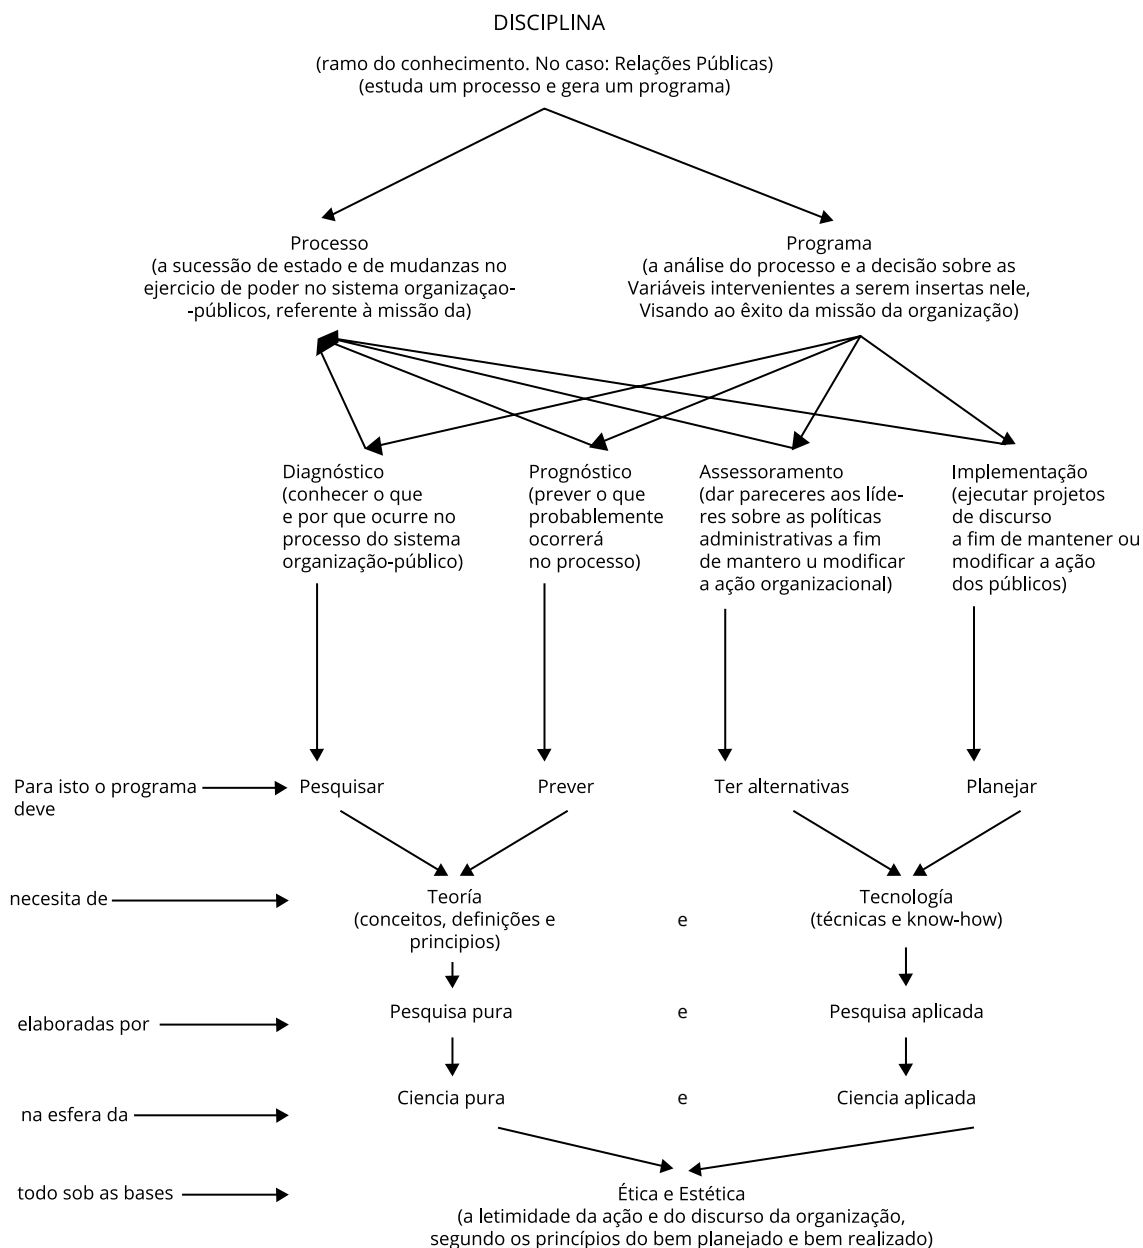 DISCIPLINA
(ramo do conhecimento. No caso: Relações Públicas)
(estuda um processo e gera um programa)
Processo
(a sucessão de estado e de mudanzas no
ejercicio de poder no sistema organizaçao-
-públicos, referente à missão da)
Programa
(a análise do processo e a decisão sobre as
Variáveis intervenientes a serem insertas nele,
Visando ao êxito da missão da organização)
Diagnóstico
(conhecer o que
e por que ocurre no
processo do sistema
organização-público)
Prognóstico
(prever o que
probablemente
ocorrerá
no processo)
Assessoramento
(dar pareceres aos líde-
res sobre as políticas
administrativas a fim
de mantero u modificar
a ação organizacional)
Implementação
(ejecutar projetos
de discurso
a fim de mantener ou
modificar a ação
dos públicos)
Para isto o programa
deve
Pesquisar
Prever
Ter alternativas
Planejar
necesita de
Teoría
(conceitos, definições e
principios)
e
Tecnología
(técnicas e know-how)
elaboradas por
Pesquisa pura
e
Pesquisa aplicada
na esfera da
Ciencia pura
e
Ciencia aplicada
todo sob as bases
Ética e Estética
(a letimidade da ação e do discurso da organização,
segundo os princípios do bem planejado e bem realizado)